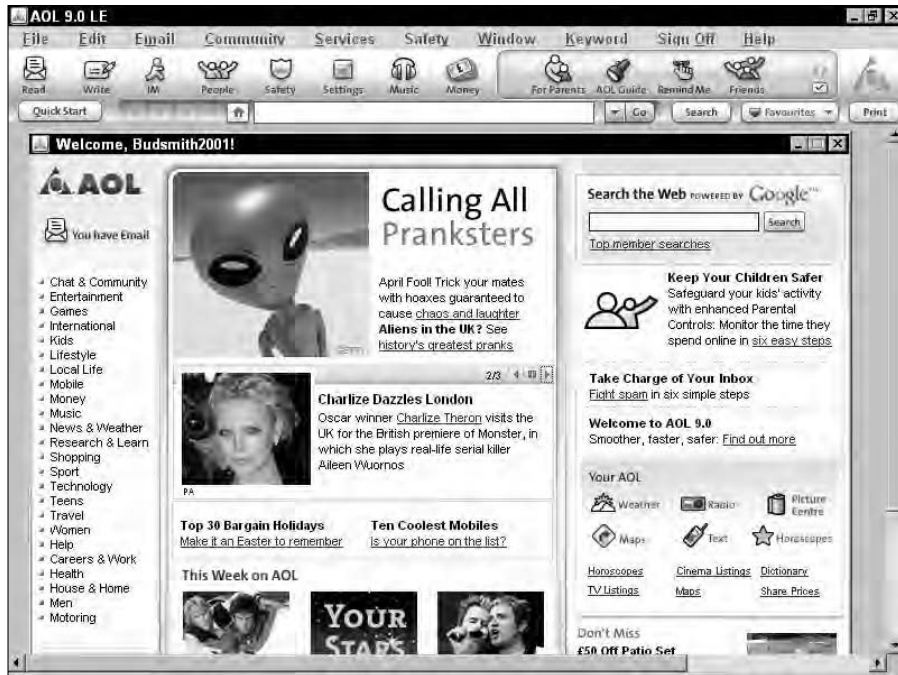 AOL 9.0 LE
File Edit Email Community Services Safety Window Keyword Sign Off Help
Read Write IM People Safety Settings Music Money For Parents AOL Guide Remind Me Friends
Quick Start Go Search Favourites Print
Welcome, Budsmith2001!
AOL
You have Email
Chat & Community
Entertainment
Games
International
Kids
Lifestyle
Local Life
Mobile
Money
Music
News & Weather
Research & Learn
Shopping
Sport
Technology
Teens
Travel
Women
Help
Careers & Work
Health
House & Home
Men
Motoring
Calling All
Pranksters
April Fool! Trick your mates
with hoaxes guaranteed to
cause chaos and laughter
Aliens in the UK? See
history's greatest pranks
2/3
Charlize Dazzles London
Oscar winner Charlize Theron visits the
UK for the British premiere of Monster, in
which she plays real-life serial killer
Aileen Wuornos
PA
Top 30 Bargain Holidays
Make it an Easter to remember
Ten Coolest Mobiles
Is your phone on the list?
This Week on AOL
YOUR
STARS
Search the Web POWERED BY Google™
Search
Top member searches
Keep Your Children Safer
Safeguard your kids' activity
with enhanced Parental
Controls: Monitor the time they
spend online in six easy steps
Take Charge of Your Inbox
Fight spam in six simple steps
Welcome to AOL 9.0
Smoother, faster, safer: Find out more
Your AOL
Weather Radio Picture
Centre
Maps Text Horoscopes
Horoscopes Cinema Listings Dictionary
TV Listings Maps Share Prices
Don't Miss
£50 Off Patio Set